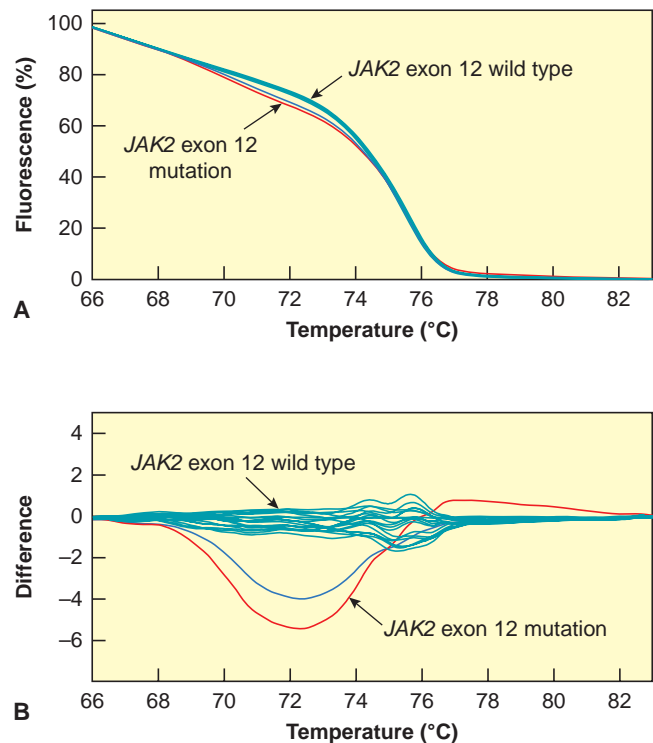 100
80
60
40
20
0
Fluorescence (%)
JAK2 exon 12 wild type
JAK2 exon 12
mutation
66 68 70 72 74 76 78 80 82
A
Temperature (°C)
4
2
0
–2
–4
–6
Difference
JAK2 exon 12 wild type
JAK2 exon 12 mutation
66 68 70 72 74 76 78 80 82
B
Temperature (°C)